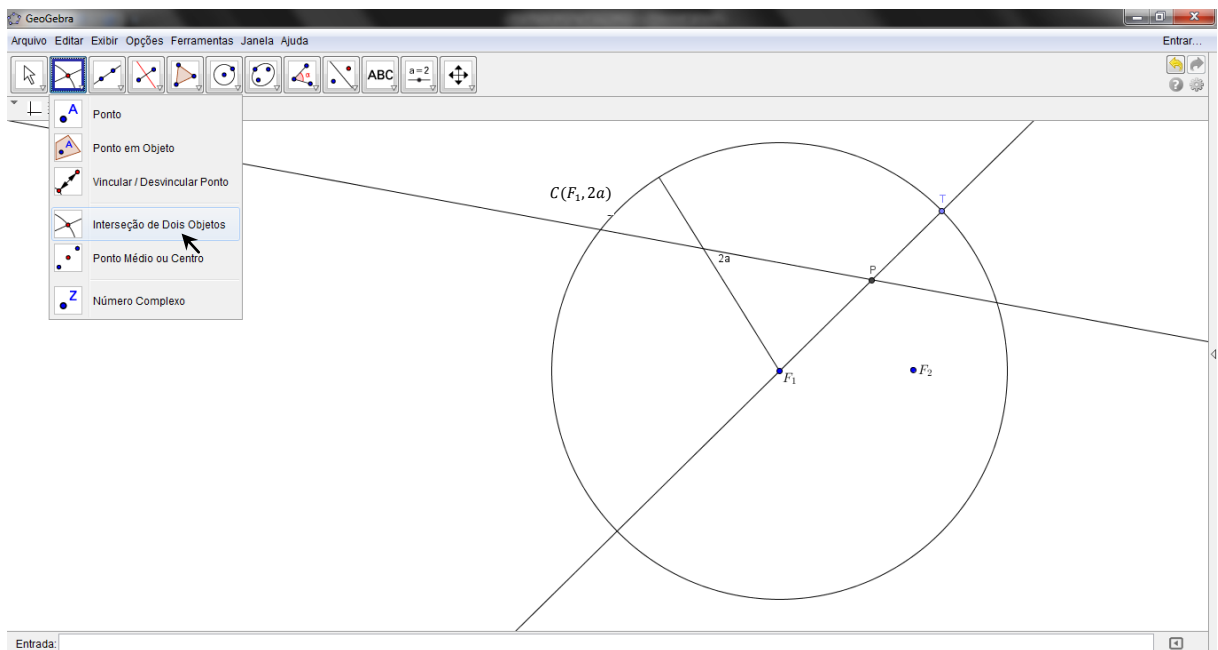 GeoGebra
Arquivo Editar Exibir Opções Ferramentas Janela Ajuda
Entrar...
ABC
a=2
A
Ponto
A
Ponto em Objeto
Vincular / Desvincular Ponto
Interseção de Dois Objetos
Ponto Médio ou Centro
Z
Número Complexo
C(F₁, 2a)
T
2a
P
F₁
F₂
Entrada: